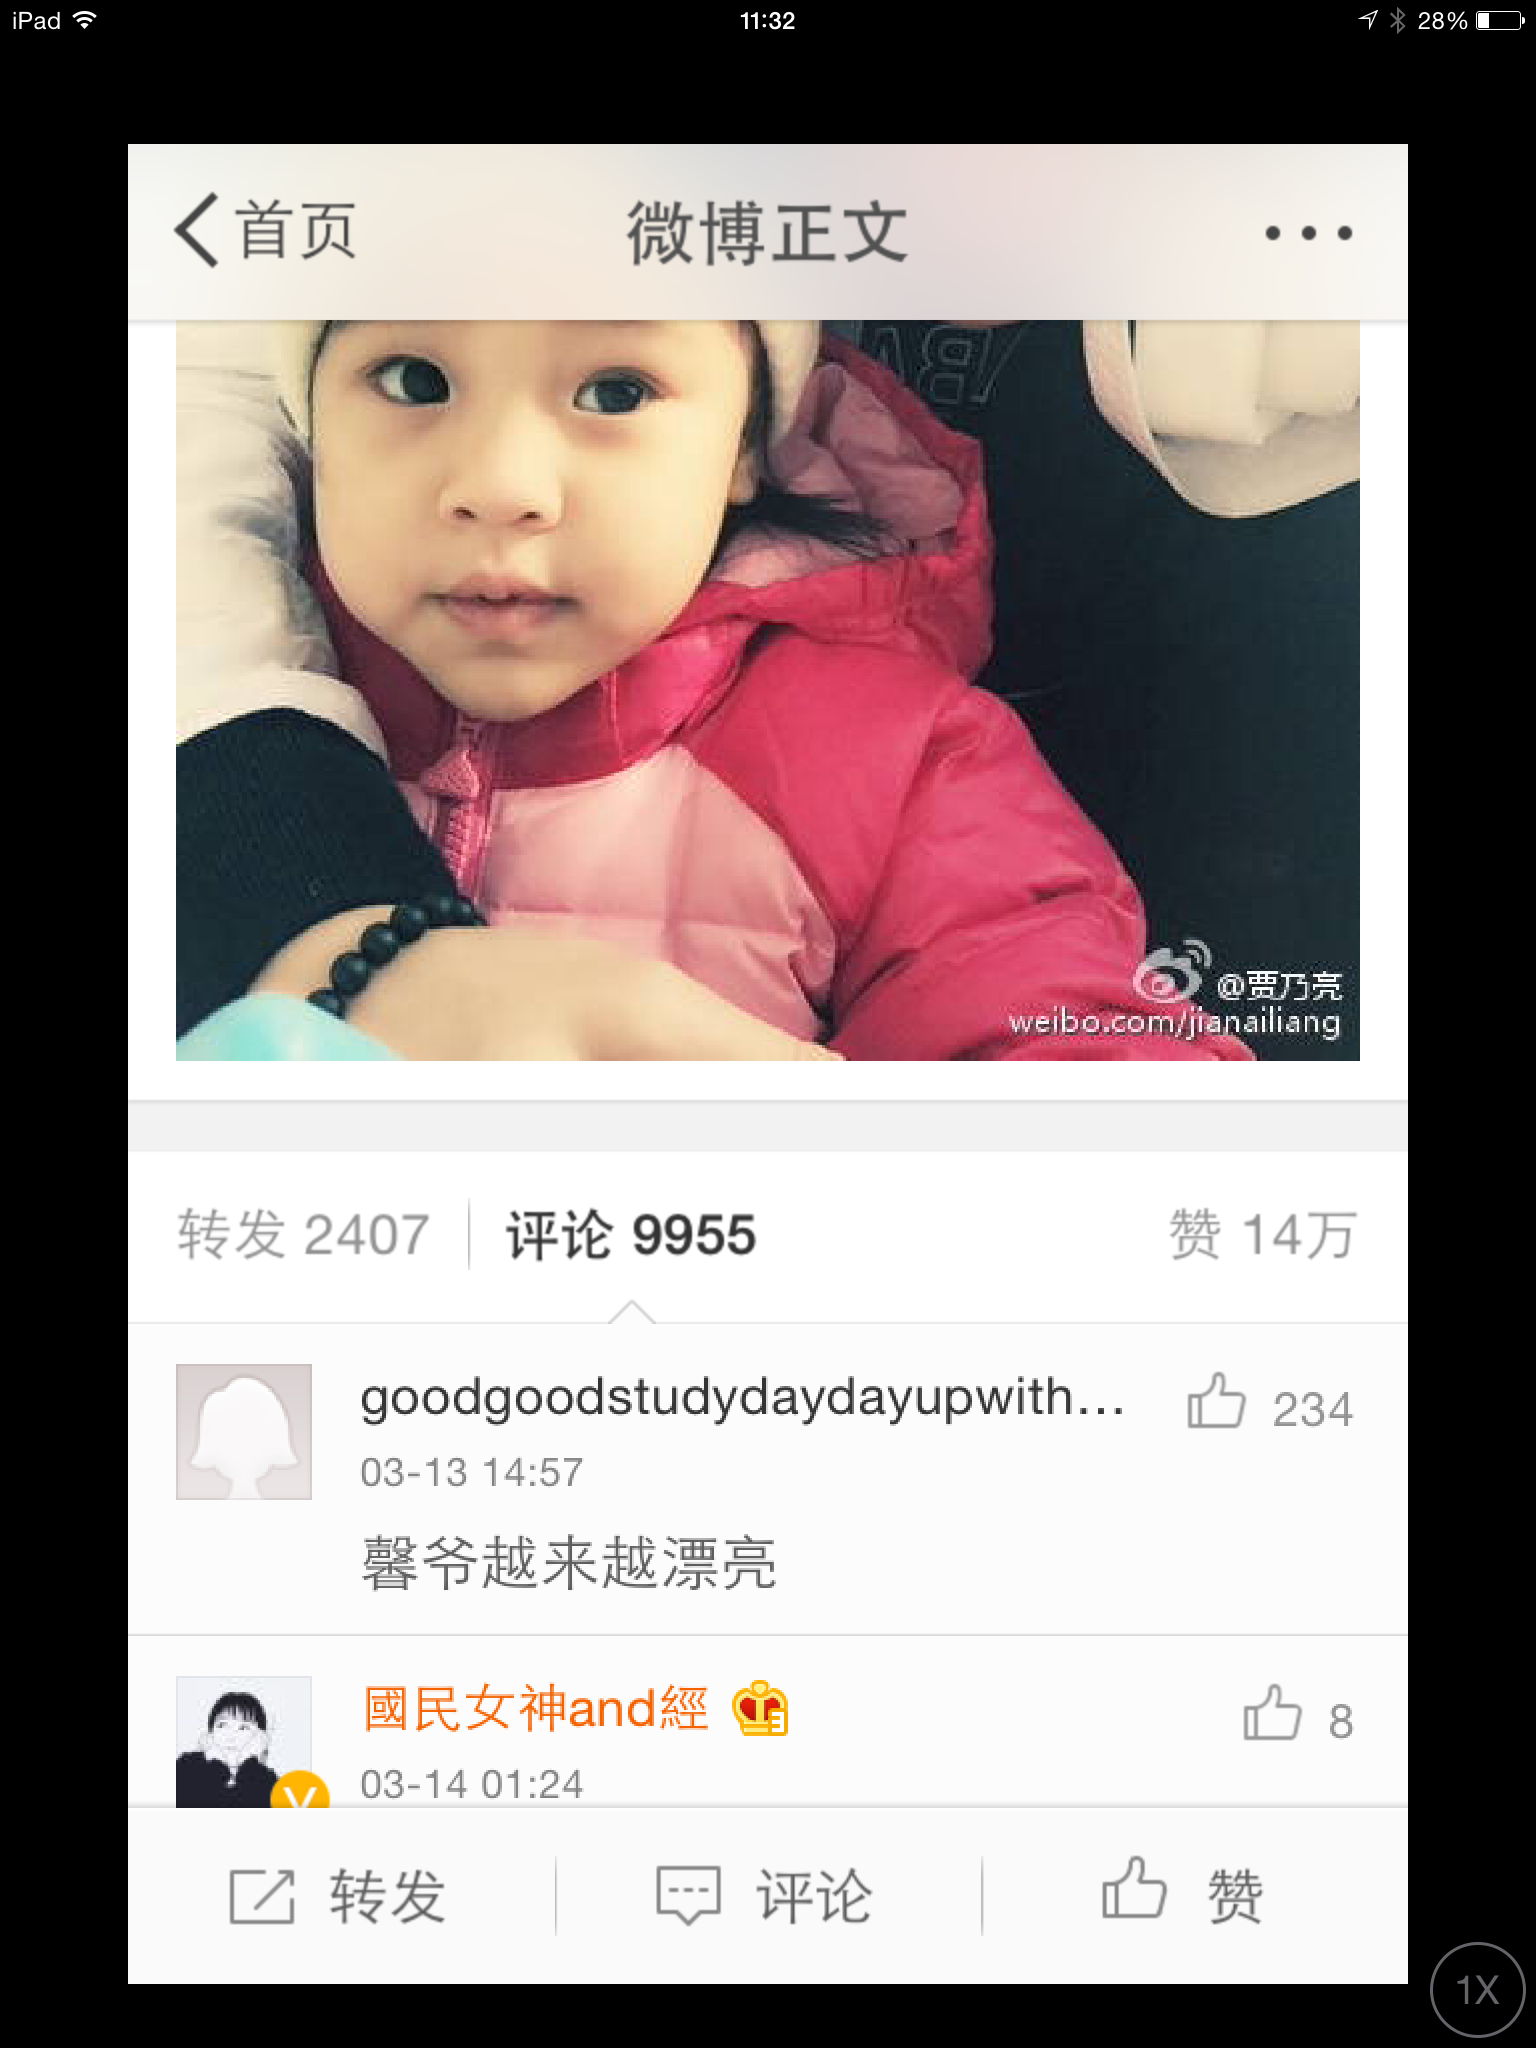 iPad
11:32
28%
首页
微博正文
@贾乃亮
weibo.com/jianailiang
转发 2407
评论 9955
赞 14万
goodgoodstudydaydayupwith...
234
03-13 14:57
馨爷越来越漂亮
國民女神and經
8
03-14 01:24
转发
评论
赞
1X